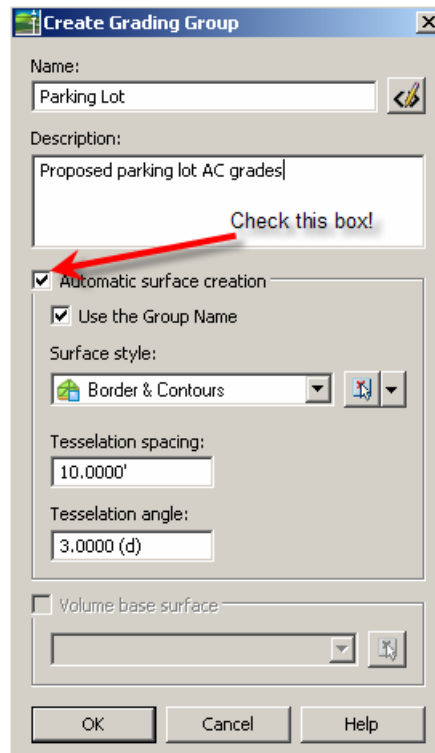 Create Grading Group
Name:
Parking Lot
Description:
Proposed parking lot AC grades
Check this box!
Automatic surface creation
Use the Group Name
Surface style:
Border & Contours
Tesselation spacing:
10.0000'
Tesselation angle:
3.0000 (d)
Volume base surface
OK
Cancel
Help